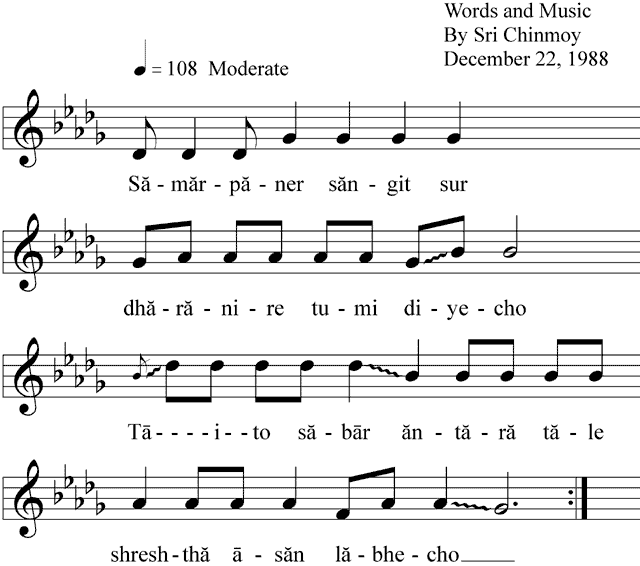 Words and Music
By Sri Chinmoy
December 22, 1988
= 108 Moderate
Să - măr - pă - ner săn - git sur
dhă - ră - ni - re tu - mi di - ye - cho
Tā - - - - i - - to să - bār ăn - tă - ră tă - le
shresh - thă ā - săn lă - bhe - cho